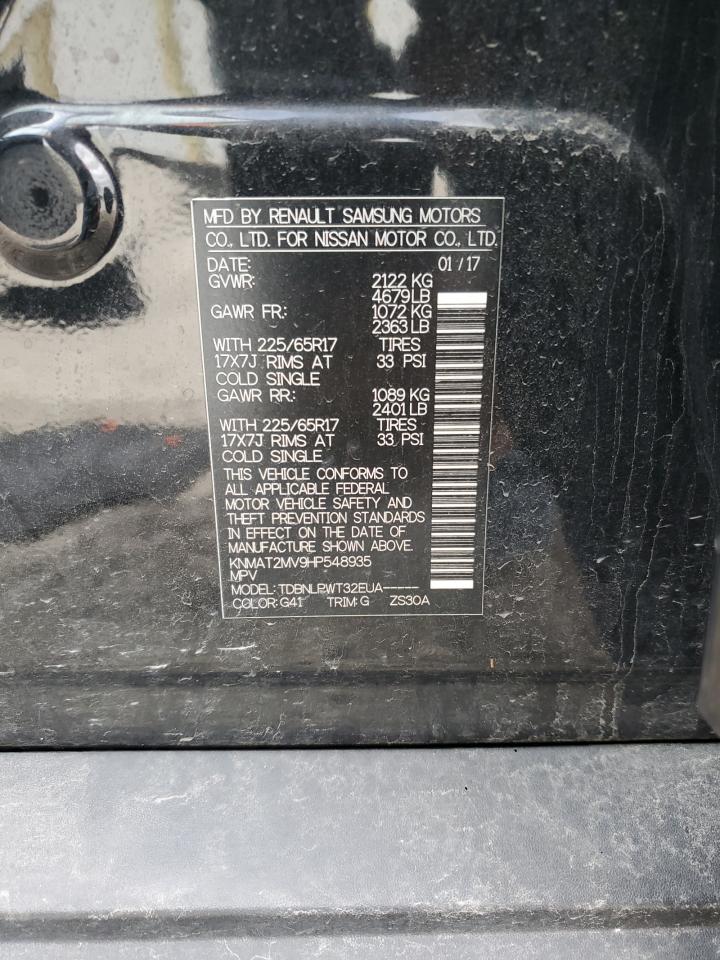 MFD BY RENAULT SAMSUNG MOTORS
CO., LTD. FOR NISSAN MOTOR CO., LTD.
DATE: 01 / 17
GVWR: 2122 KG
4679 LB
GAWR FR: 1072 KG
2363 LB
WITH 225/65R17 TIRES
17X7J RIMS AT 33 PSI
COLD SINGLE
GAWR RR: 1089 KG
2401 LB
WITH 225/65R17 TIRES
17X7J RIMS AT 33 PSI
COLD SINGLE
THIS VEHICLE CONFORMS TO
ALL APPLICABLE FEDERAL
MOTOR VEHICLE SAFETY AND
THEFT PREVENTION STANDARDS
IN EFFECT ON THE DATE OF
MANUFACTURE SHOWN ABOVE.
KNMAT2MV9HP548935
MPV
MODEL: TDBNLRWT32EUA-----
COLOR: G41 TRIM: G ZS30A